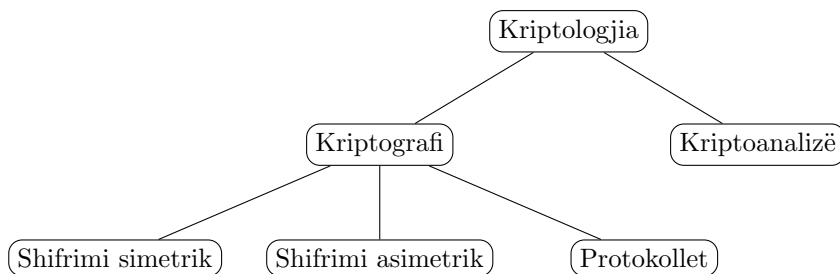 Kriptologjia
Kriptografi
Kriptoanalizë
Shifrimi simetrik
Shifrimi asimetrik
Protokollet